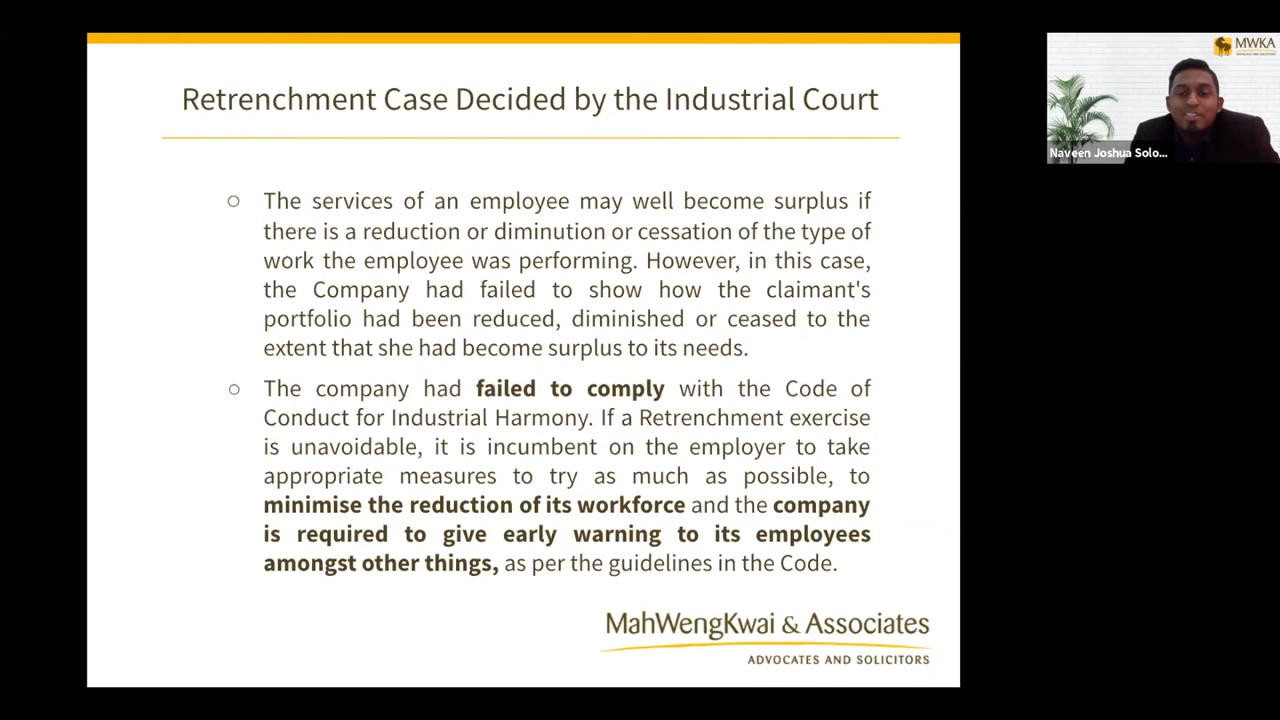 Retrenchment Case Decided by the Industrial Court
○ The services of an employee may well become surplus if
there is a reduction or diminution or cessation of the type of
work the employee was performing. However, in this case,
the Company had failed to show how the claimant's
portfolio had been reduced, diminished or ceased to the
extent that she had become surplus to its needs.
○ The company had failed to comply with the Code of
Conduct for Industrial Harmony. If a Retrenchment exercise
is unavoidable, it is incumbent on the employer to take
appropriate measures to try as much as possible, to
minimise the reduction of its workforce and the company
is required to give early warning to its employees
amongst other things, as per the guidelines in the Code.
MahWengKwai & Associates
ADVOCATES AND SOLICITORS
MWKA
Naveen Joshua Solo...